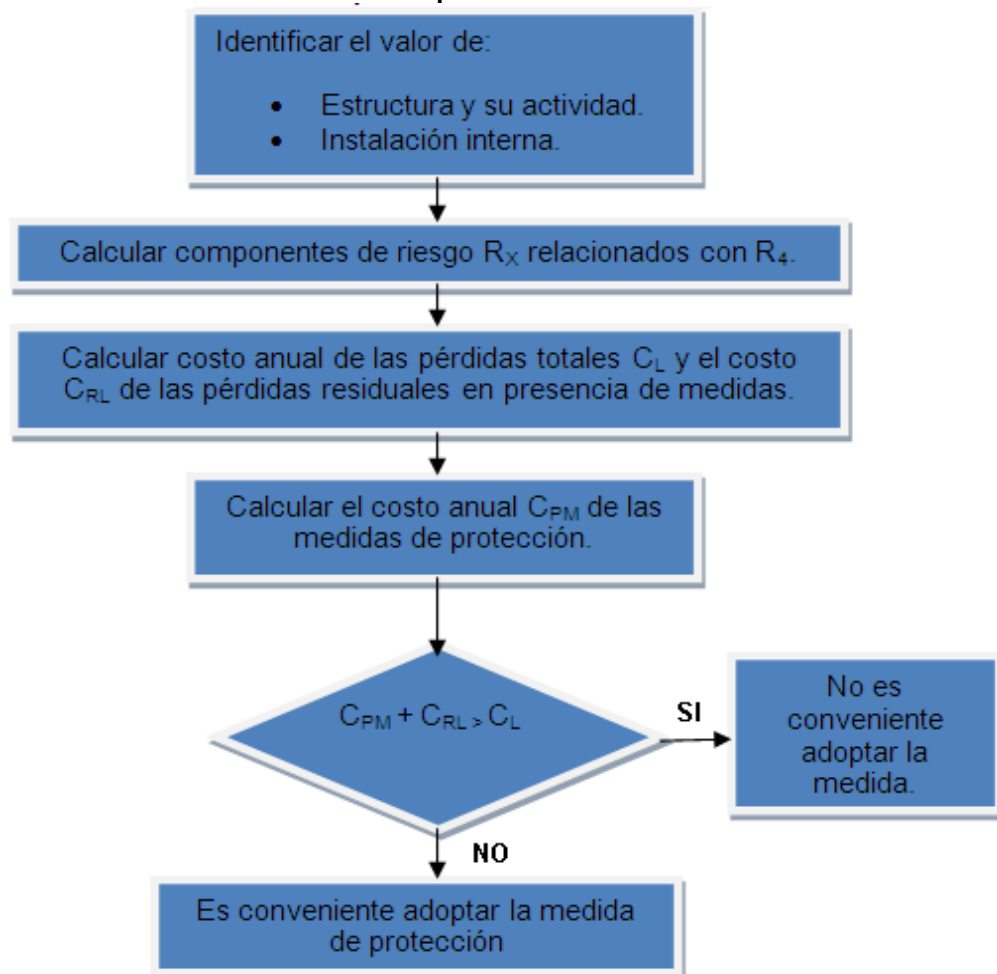 Identificar el valor de:
• Estructura y su actividad.
• Instalación interna.
Calcular componentes de riesgo RX relacionados con R4.
Calcular costo anual de las pérdidas totales CL y el costo
CRL de las pérdidas residuales en presencia de medidas.
Calcular el costo anual CPM de las
medidas de protección.
CPM + CRL > CL
SI
No es
conveniente
adoptar la
medida.
NO
Es conveniente adoptar la medida
de protección